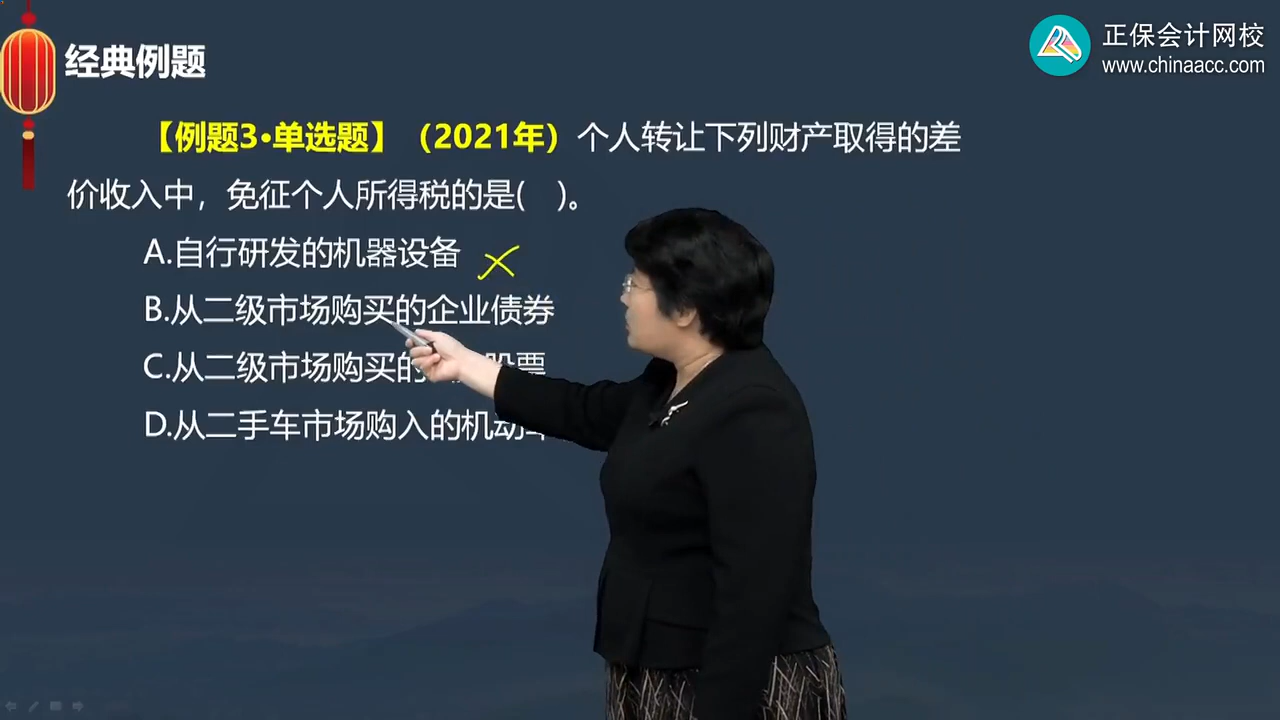 正保会计网校
www.chinaacc.com
经典例题
【例题3•单选题】（2021年）个人转让下列财产取得的差
价收入中，免征个人所得税的是(　)。
A.自行研发的机器设备
B.从二级市场购买的企业债券
C.从二级市场购买的 股票
D.从二手车市场购入的机动